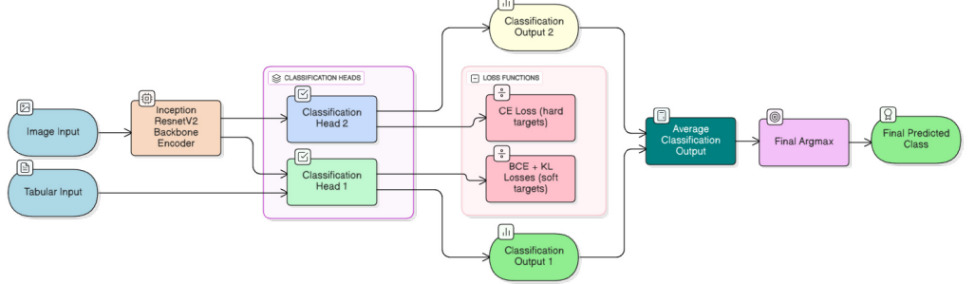 Image Input
Tabular Input
Inception
ResnetV2
Backbone
Encoder
CLASSIFICATION HEADS
Classification
Head 2
Classification
Head 1
Classification
Output 2
LOSS FUNCTIONS
CE Loss (hard
targets)
BCE + KL
Losses (soft
targets)
Classification
Output 1
Average
Classification
Output
Final Argmax
Final Predicted
Class